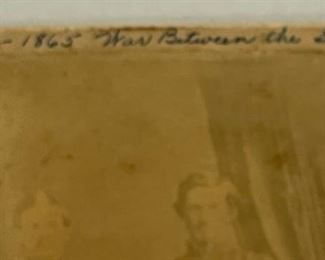 - 1865 War Between the